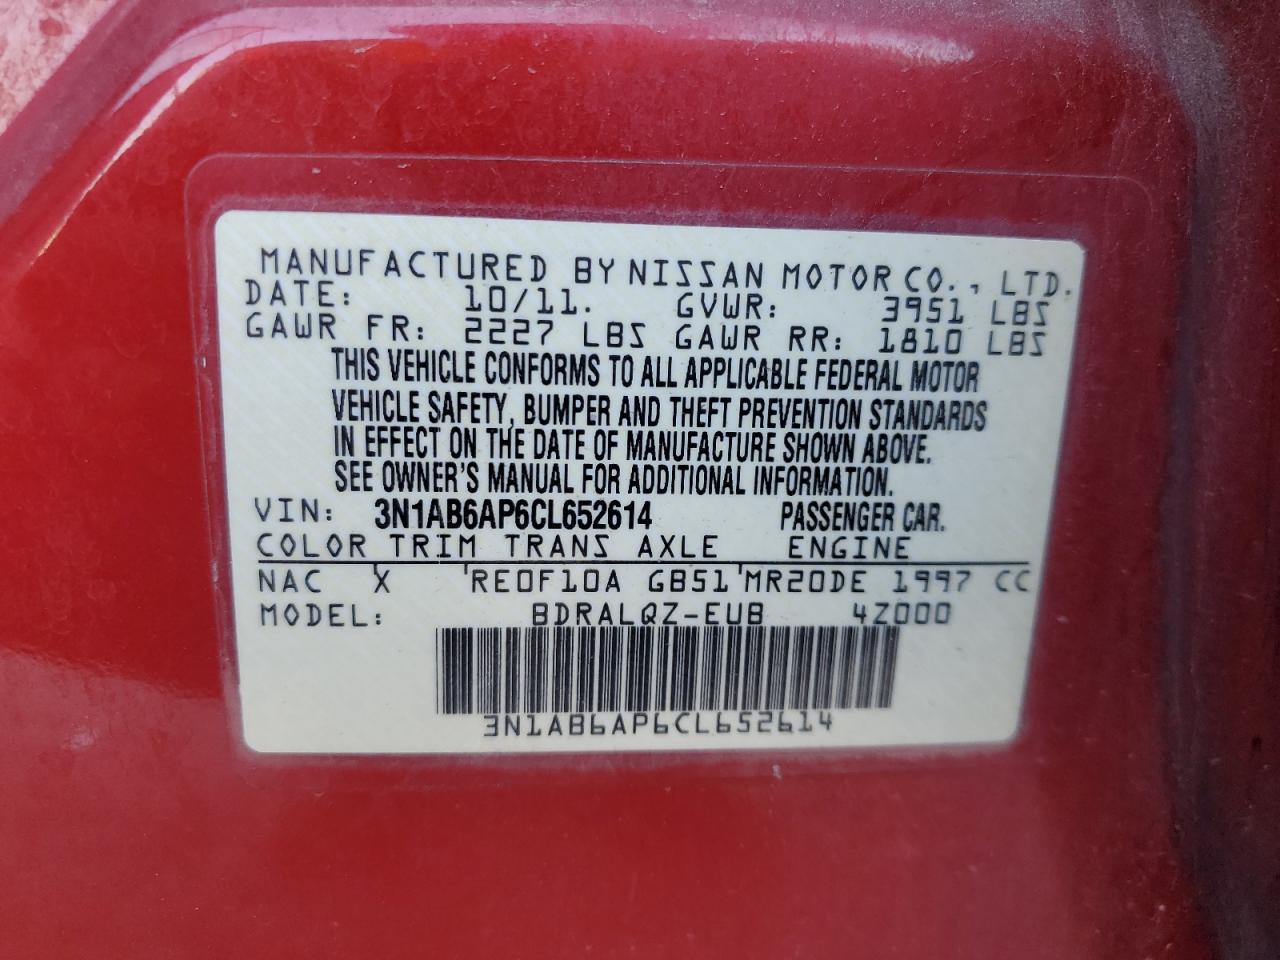 MANUFACTURED BY NISSAN MOTOR CO., LTD.
DATE: 10/11. GVWR: 3951 LBS
GAWR FR: 2227 LBS GAWR RR: 1810 LBS
THIS VEHICLE CONFORMS TO ALL APPLICABLE FEDERAL MOTOR
VEHICLE SAFETY, BUMPER AND THEFT PREVENTION STANDARDS
IN EFFECT ON THE DATE OF MANUFACTURE SHOWN ABOVE.
SEE OWNER'S MANUAL FOR ADDITIONAL INFORMATION.
VIN: 3N1AB6AP6CL652614 PASSENGER CAR.
COLOR TRIM TRANS AXLE ENGINE
NAC X RE0F10A GB51 MR20DE 1997 CC
MODEL: BDRALQZ-EUB 4Z000
3N1AB6AP6CL652614